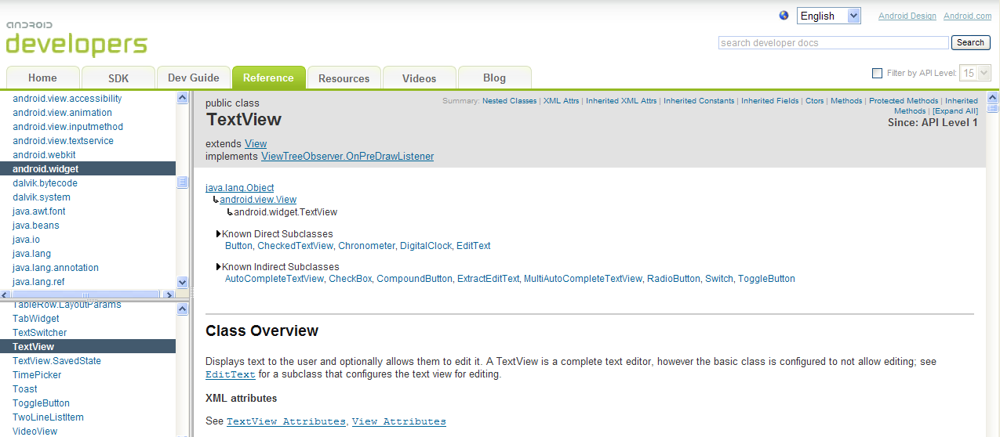 English
Android Design Android.com
android
developers
search developer docs Search
Home SDK Dev Guide Reference Resources Videos Blog
Filter by API Level: 15
android.view.accessibility
android.view.animation
android.view.inputmethod
android.view.textservice
android.webkit
android.widget
dalvik.bytecode
dalvik.system
java.awt.font
java.beans
java.io
java.lang
java.lang.annotation
java.lang.ref
TableRow.LayoutParams
TabWidget
TextSwitcher
TextView
TextView.SavedState
TimePicker
Toast
ToggleButton
TwoLineListItem
VideoView
public class
Summary: Nested Classes | XML Attrs | Inherited XML Attrs | Inherited Constants | Inherited Fields | Ctors | Methods | Protected Methods | Inherited
Methods | [Expand All]
TextView
Since: API Level 1
extends View
implements ViewTreeObserver.OnPreDrawListener
java.lang.Object
↳android.view.View
↳android.widget.TextView
Known Direct Subclasses
Button, CheckedTextView, Chronometer, DigitalClock, EditText
Known Indirect Subclasses
AutoCompleteTextView, CheckBox, CompoundButton, ExtractEditText, MultiAutoCompleteTextView, RadioButton, Switch, ToggleButton
Class Overview
Displays text to the user and optionally allows them to edit it. A TextView is a complete text editor, however the basic class is configured to not allow editing; see
EditText for a subclass that configures the text view for editing.
XML attributes
See TextView Attributes, View Attributes